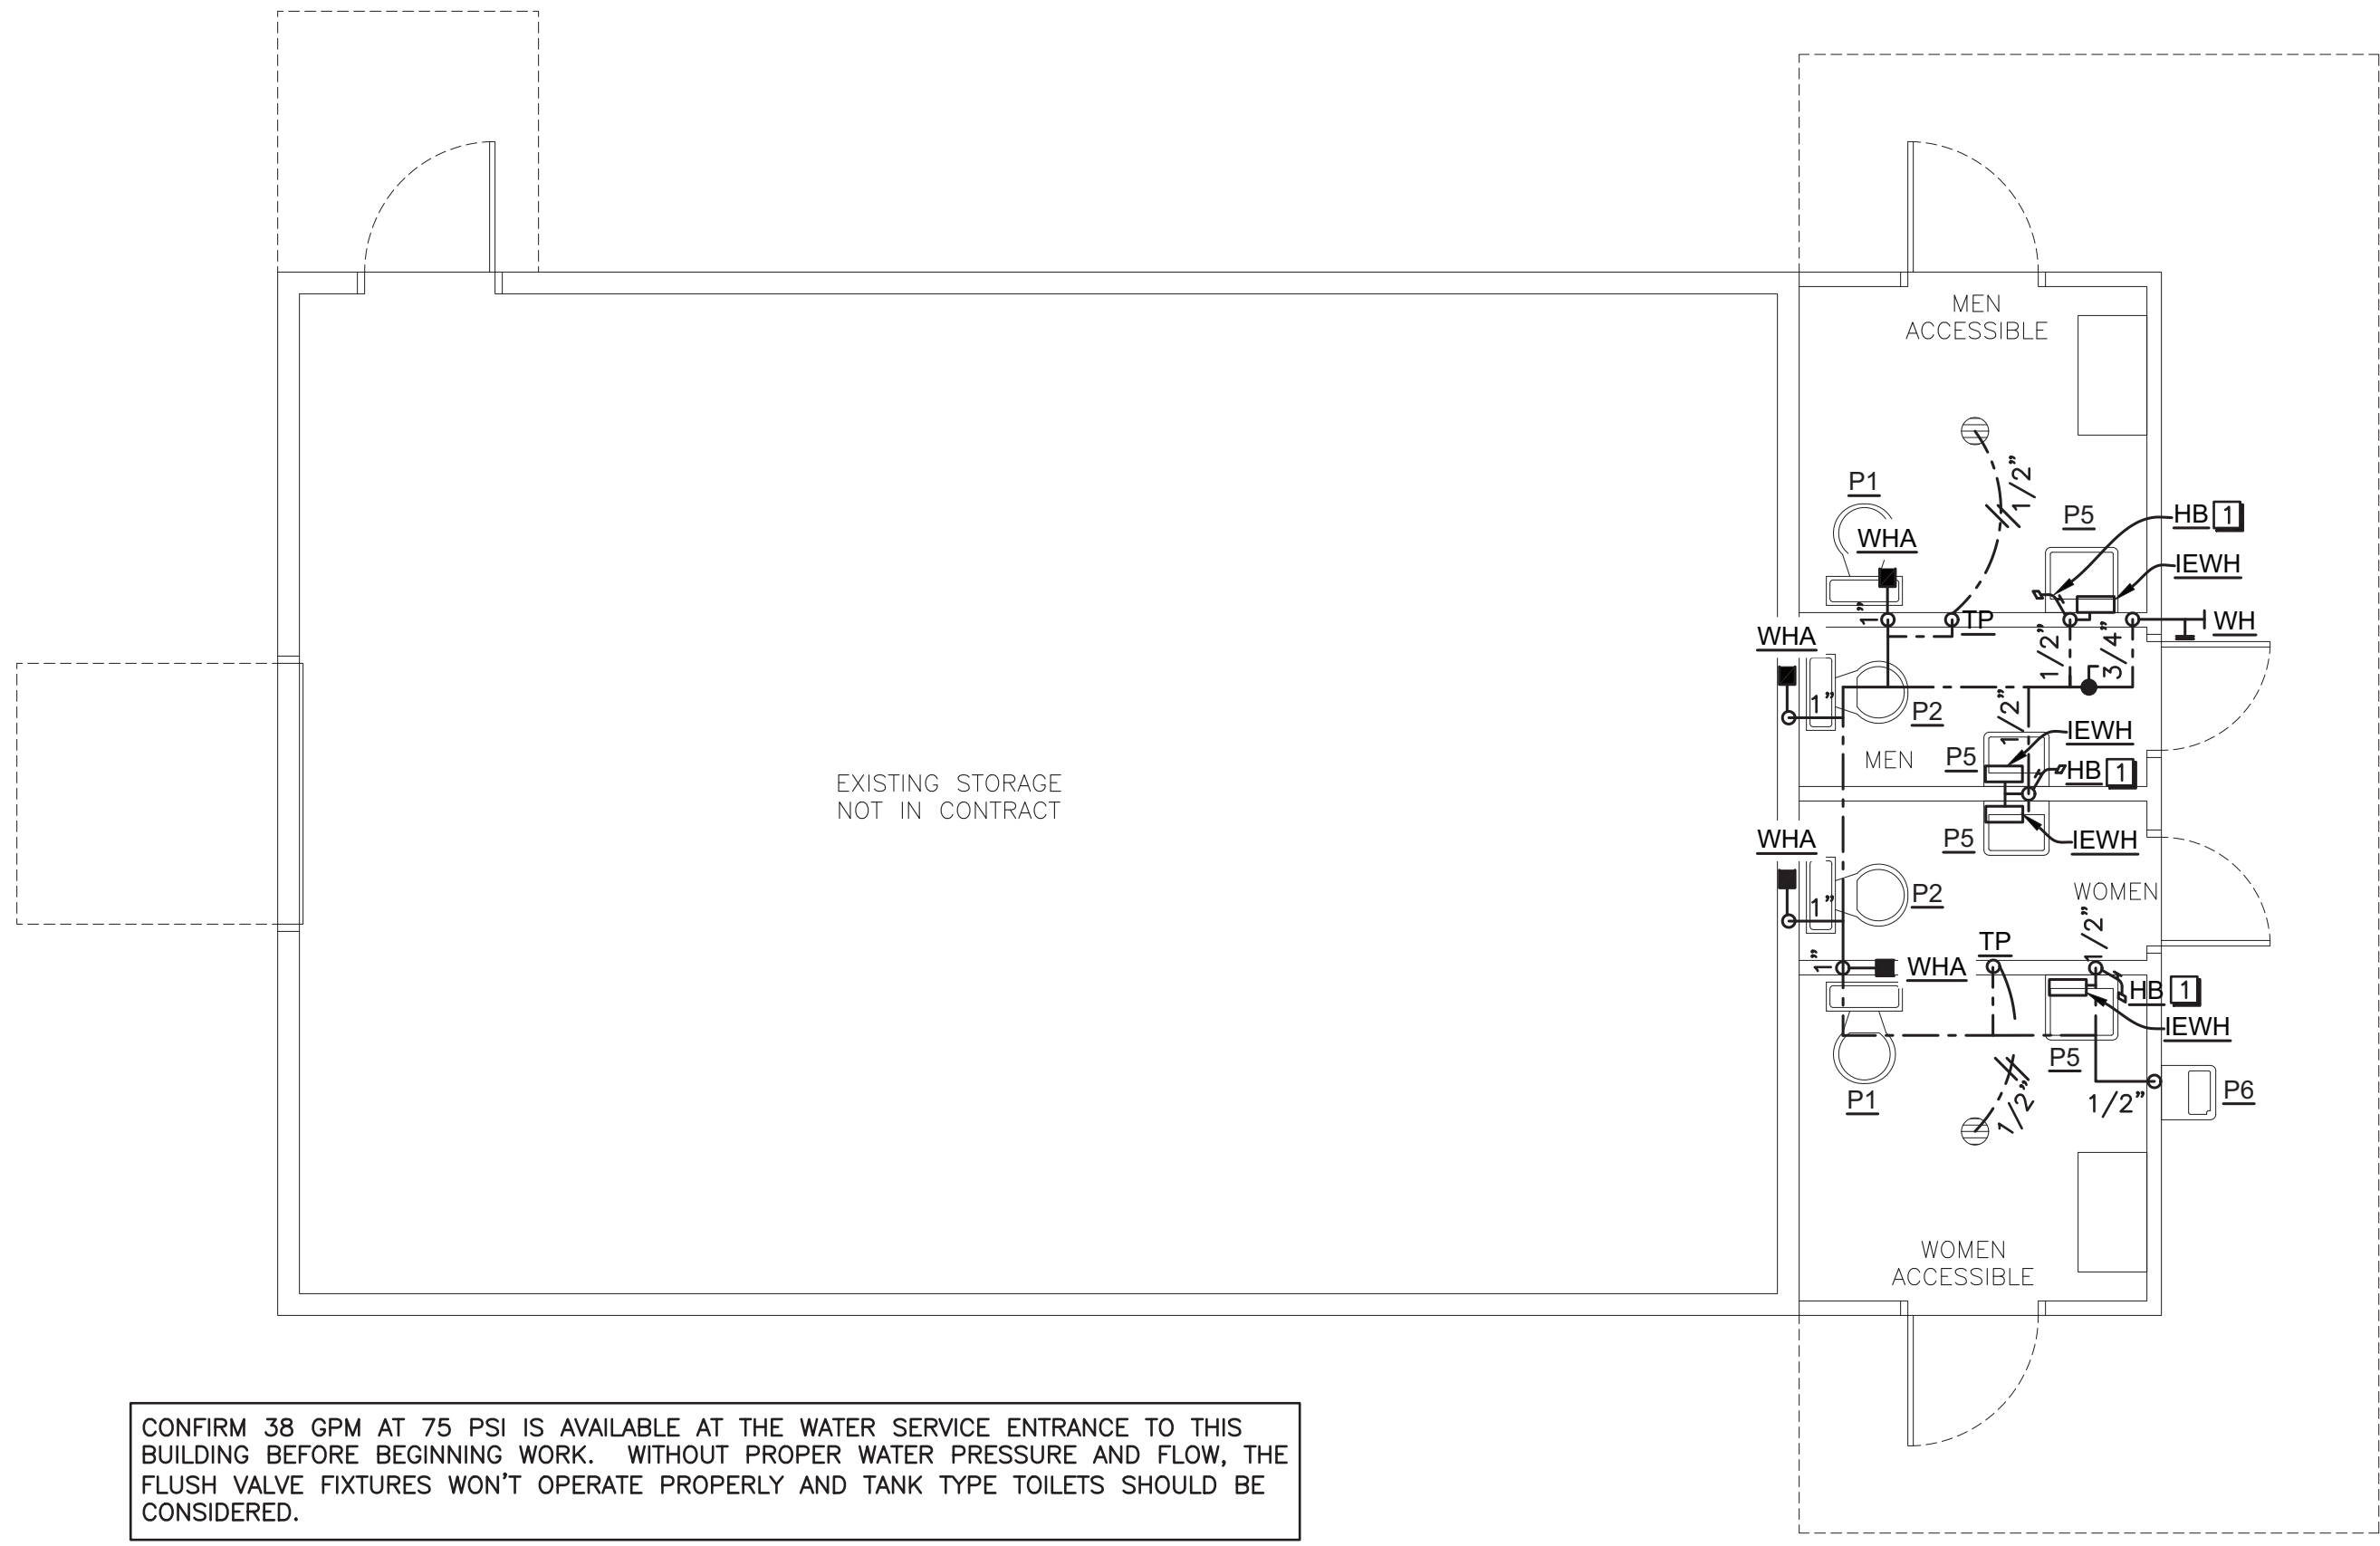 MEN
ACCESSIBLE
P1
1/2"
P5
HB 1
WHA
IEWH
1"
TP
WH
WHA
1/2"
3/4"
1"
P2
1/2"
IEWH
MEN
P5
HB 1
EXISTING STORAGE
NOT IN CONTRACT
WHA
P5
IEWH
WOMEN
P2
1"
1/2"
TP
1"
WHA
HB 1
IEWH
P5
P1
1/2"
1/2"
P6
WOMEN
ACCESSIBLE
CONFIRM 38 GPM AT 75 PSI IS AVAILABLE AT THE WATER SERVICE ENTRANCE TO THIS
BUILDING BEFORE BEGINNING WORK. WITHOUT PROPER WATER PRESSURE AND FLOW, THE
FLUSH VALVE FIXTURES WON'T OPERATE PROPERLY AND TANK TYPE TOILETS SHOULD BE
CONSIDERED.